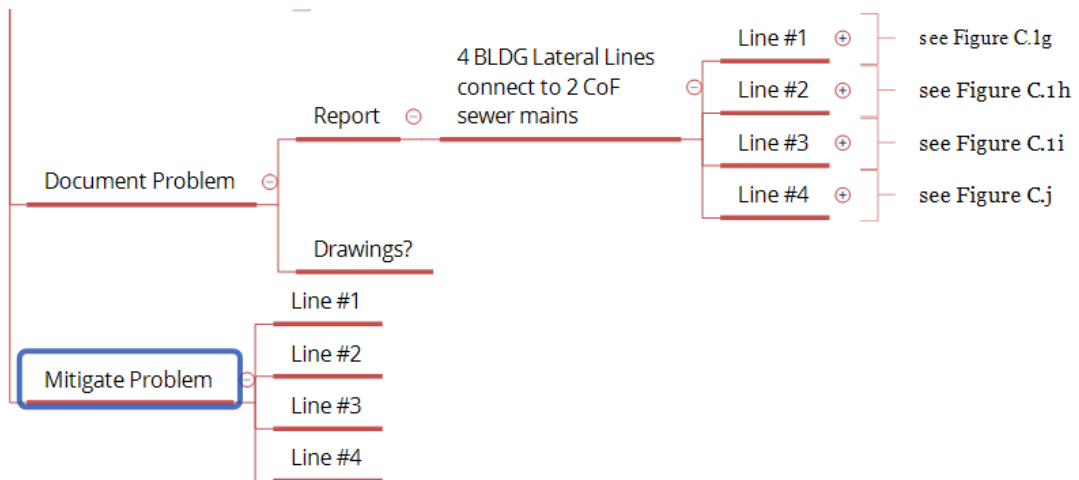 Line #1
see Figure C.1g
4 BLDG Lateral Lines
connect to 2 CoF
sewer mains
Line #2
see Figure C.1h
Report
Line #3
see Figure C.1i
Document Problem
Line #4
see Figure C.j
Drawings?
Line #1
Line #2
Mitigate Problem
Line #3
Line #4